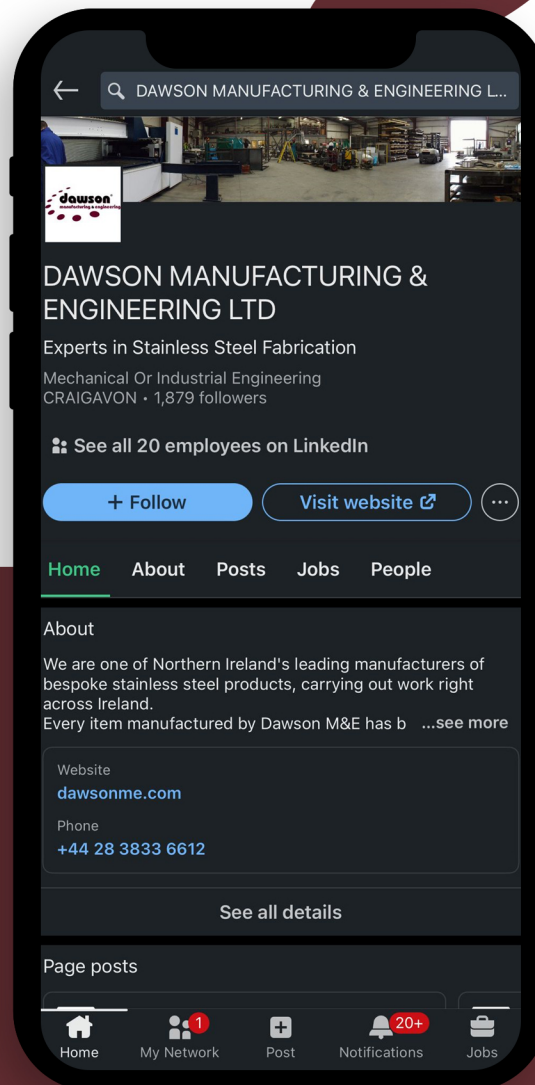 DAWSON MANUFACTURING & ENGINEERING L...
dawson
manufacturing & engineering
DAWSON MANUFACTURING &
ENGINEERING LTD
Experts in Stainless Steel Fabrication
Mechanical Or Industrial Engineering
CRAIGAVON • 1,879 followers
See all 20 employees on LinkedIn
+ Follow
Visit website
Home About Posts Jobs People
About
We are one of Northern Ireland's leading manufacturers of
bespoke stainless steel products, carrying out work right
across Ireland.
Every item manufactured by Dawson M&E has b ...see more
Website
dawsonme.com
Phone
+44 28 3833 6612
See all details
Page posts
1
20+
Home My Network Post Notifications Jobs